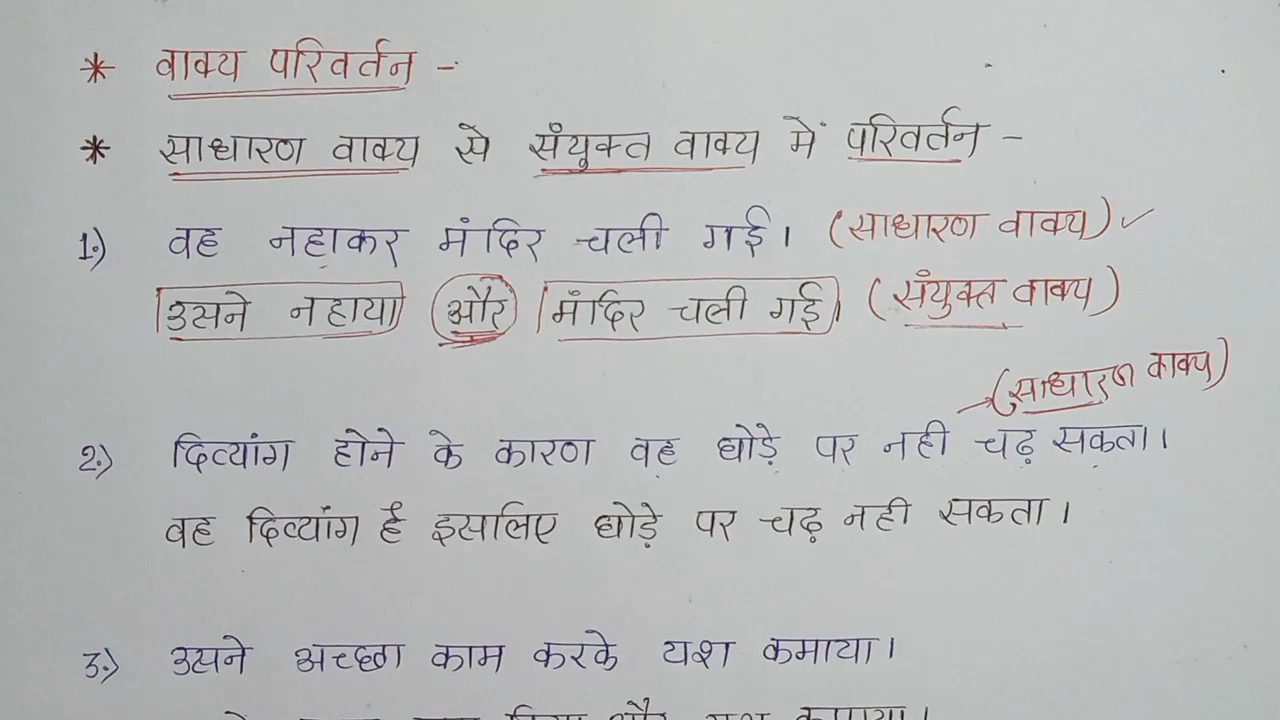 * वाक्य परिवर्तन -
* साधारण वाक्य से संयुक्त वाक्य में परिवर्तन -
1.) वह नहाकर मंदिर चली गई। (साधारण वाक्य) ✓
उसने नहाया और मंदिर चली गई। (संयुक्त वाक्य)
→ (साधारण वाक्य)
2.) दिव्यांग होने के कारण वह घोड़े पर नही चढ़ सकता।
वह दिव्यांग है इसलिए घोड़े पर चढ़ नही सकता।
3.) उसने अच्छा काम करके यश कमाया।